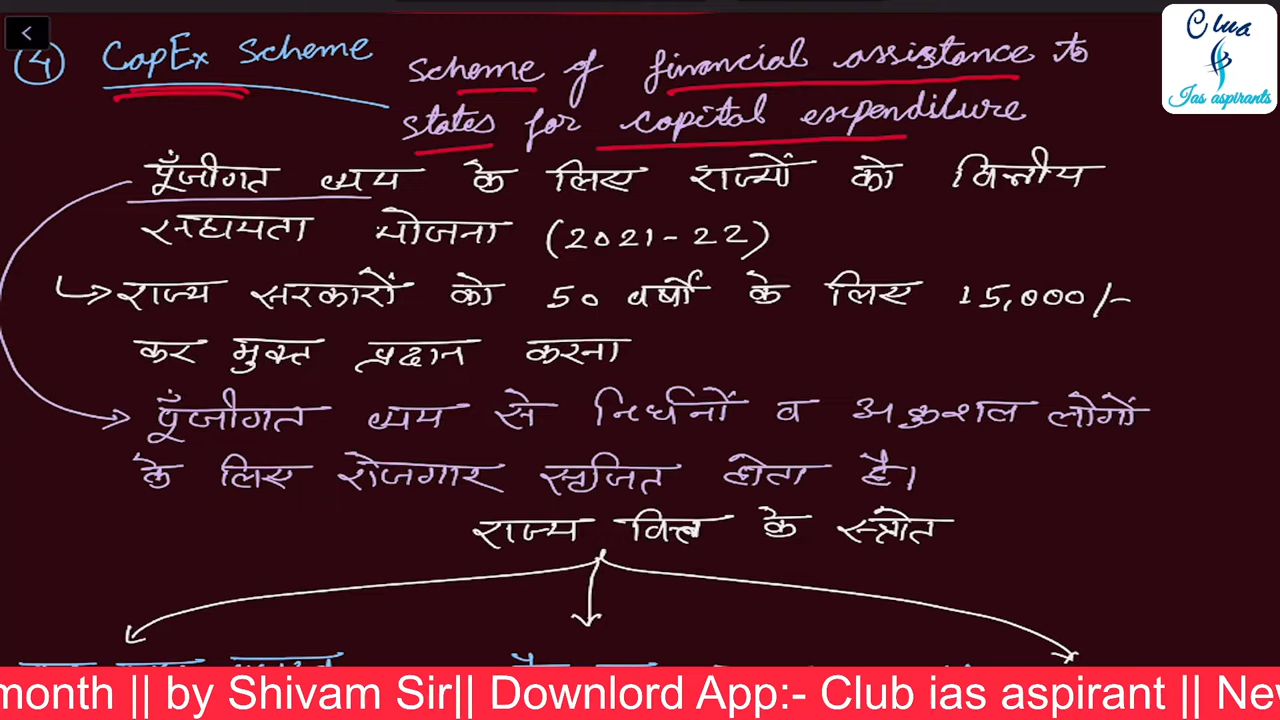 ④ CapEx Scheme
Scheme of financial assistance to
states for capital expenditure
पूँजीगत व्यय के लिए राज्यों को वित्तीय
सहायता योजना (2021-22)
↳ राज्य सरकारों को 50 वर्षों के लिए 15,000/-
कर मुक्त प्रदान करना
→ पूँजीगत व्यय से निर्धनों व अकुशल लोगों
के लिए रोजगार सृजित होता है।
राज्य वित्त के स्त्रोत
Club
Ias aspirants
month || by Shivam Sir|| Downlord App:- Club ias aspirant || Ne